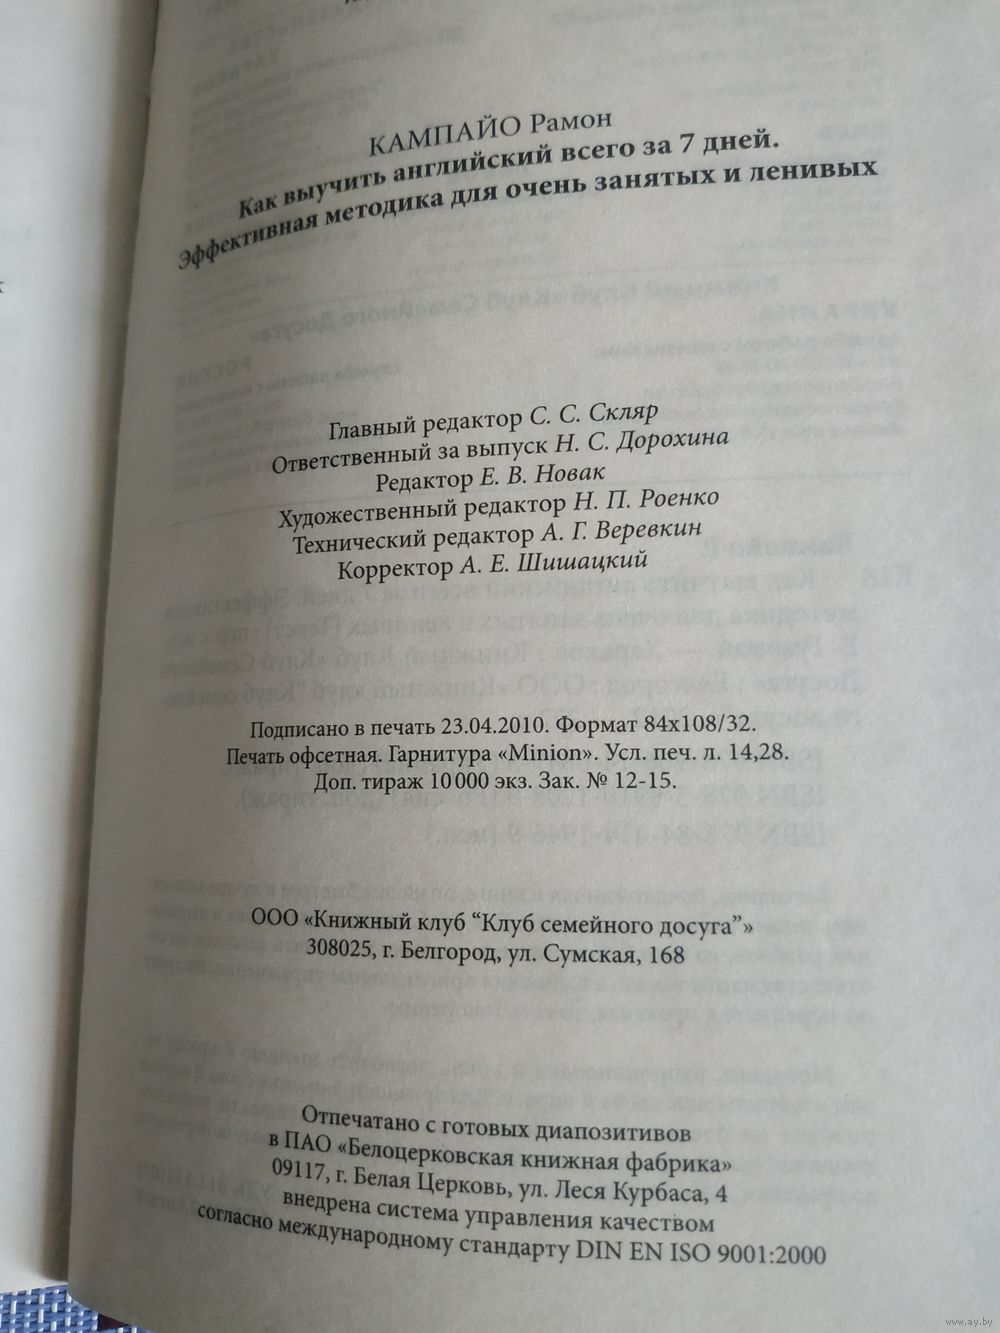 КАМПАЙО Рамон
Как выучить английский всего за 7 дней.
Эффективная методика для очень занятых и ленивых
Главный редактор С. С. Скляр
Ответственный за выпуск Н. С. Дорохина
Редактор Е. В. Новак
Художественный редактор Н. П. Роенко
Технический редактор А. Г. Веревкин
Корректор А. Е. Шишацкий
Подписано в печать 23.04.2010. Формат 84х108/32.
Печать офсетная. Гарнитура «Minion». Усл. печ. л. 14,28.
Доп. тираж 10 000 экз. Зак. № 12-15.
ООО «Книжный клуб “Клуб семейного досуга”»
308025, г. Белгород, ул. Сумская, 168
Отпечатано с готовых диапозитивов
в ПАО «Белоцерковская книжная фабрика»
09117, г. Белая Церковь, ул. Леся Курбаса, 4
внедрена система управления качеством
согласно международному стандарту DIN EN ISO 9001:2000
www.ay.by